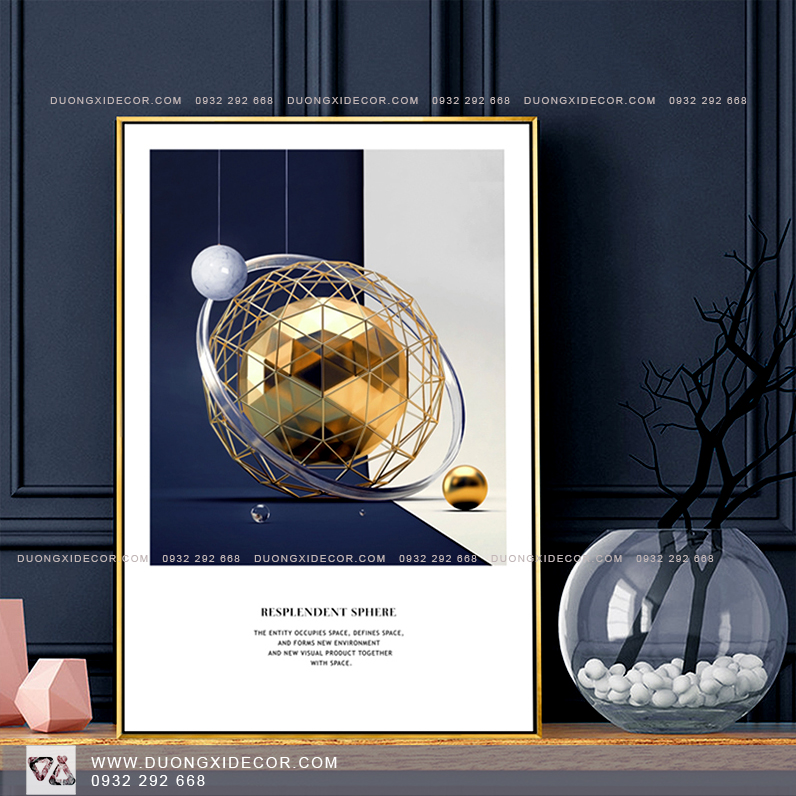 DUONGXIDECOR.COM 0932 292 668 DUONGXIDECOR.COM 0932 292 668 DUONGXIDECOR.COM 0932 292 668
DUONGXIDECOR.COM 0932 292 668 DUONGXIDECOR.COM 0932 292 668 DUONGXIDECOR.COM 0932 292 668
RESPLENDENT SPHERE
THE ENTITY OCCUPIES SPACE, DEFINES SPACE,
AND FORMS NEW ENVIRONMENT
AND NEW VISUAL PRODUCT TOGETHER
WITH SPACE.
WWW.DUONGXIDECOR.COM
0932 292 668